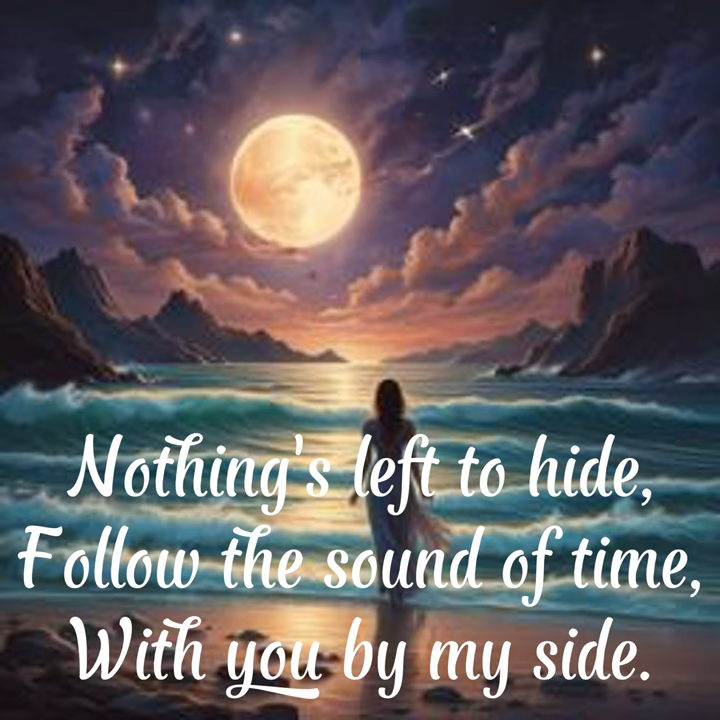 Nothing's left to hide,
Follow the sound of time,
With you by my side.